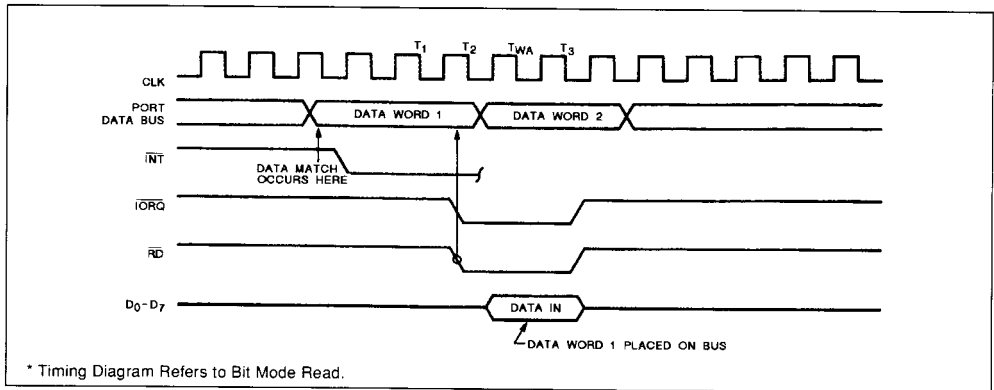 T1 T2 TWA T3
CLK
PORT
DATA BUS
DATA WORD 1 DATA WORD 2
INT
DATA MATCH
OCCURS HERE
IORQ
RD
D0-D7
DATA IN
DATA WORD 1 PLACED ON BUS
* Timing Diagram Refers to Bit Mode Read.